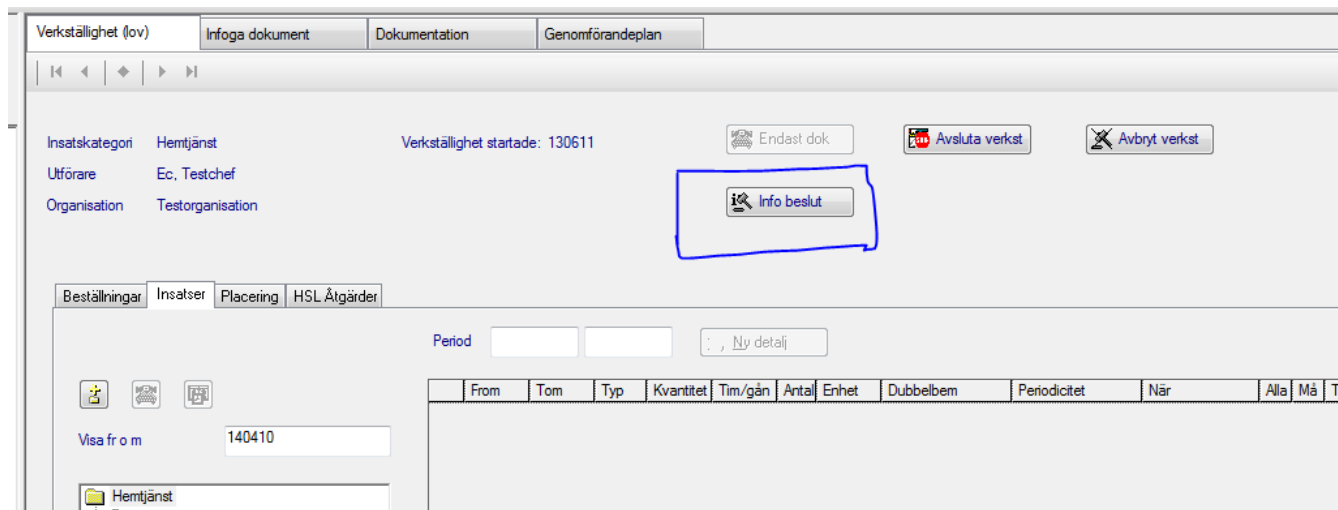 Verkställighet (lov) Infoga dokument Dokumentation Genomförandeplan
Insatskategori Hemtjänst Verkställighet startade: 130611 Endast dok Avsluta verkst Avbryt verkst
Utförare Ec, Testchef
Info beslut
Organisation Testorganisation
Beställningar Insatser Placering HSL Åtgärder
Period Ny detalj
From Tom Typ Kvantitet Tim/gån Antal Enhet Dubbelbem Periodicitet När Alla Må T
Visa fr o m 140410
Hemtjänst